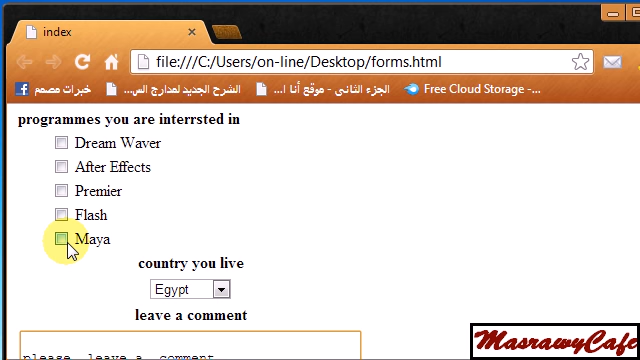 index
file:///C:/Users/on-line/Desktop/forms.html
خبرات مصمم
الشرح الجديد لمدارج الس...
الجزء الثانى - موقع أنا ا...
Free Cloud Storage -...
programmes you are interrsted in
Dream Waver
After Effects
Premier
Flash
Maya
country you live
Egypt
leave a comment
please leave a comment
MasrawyCafe